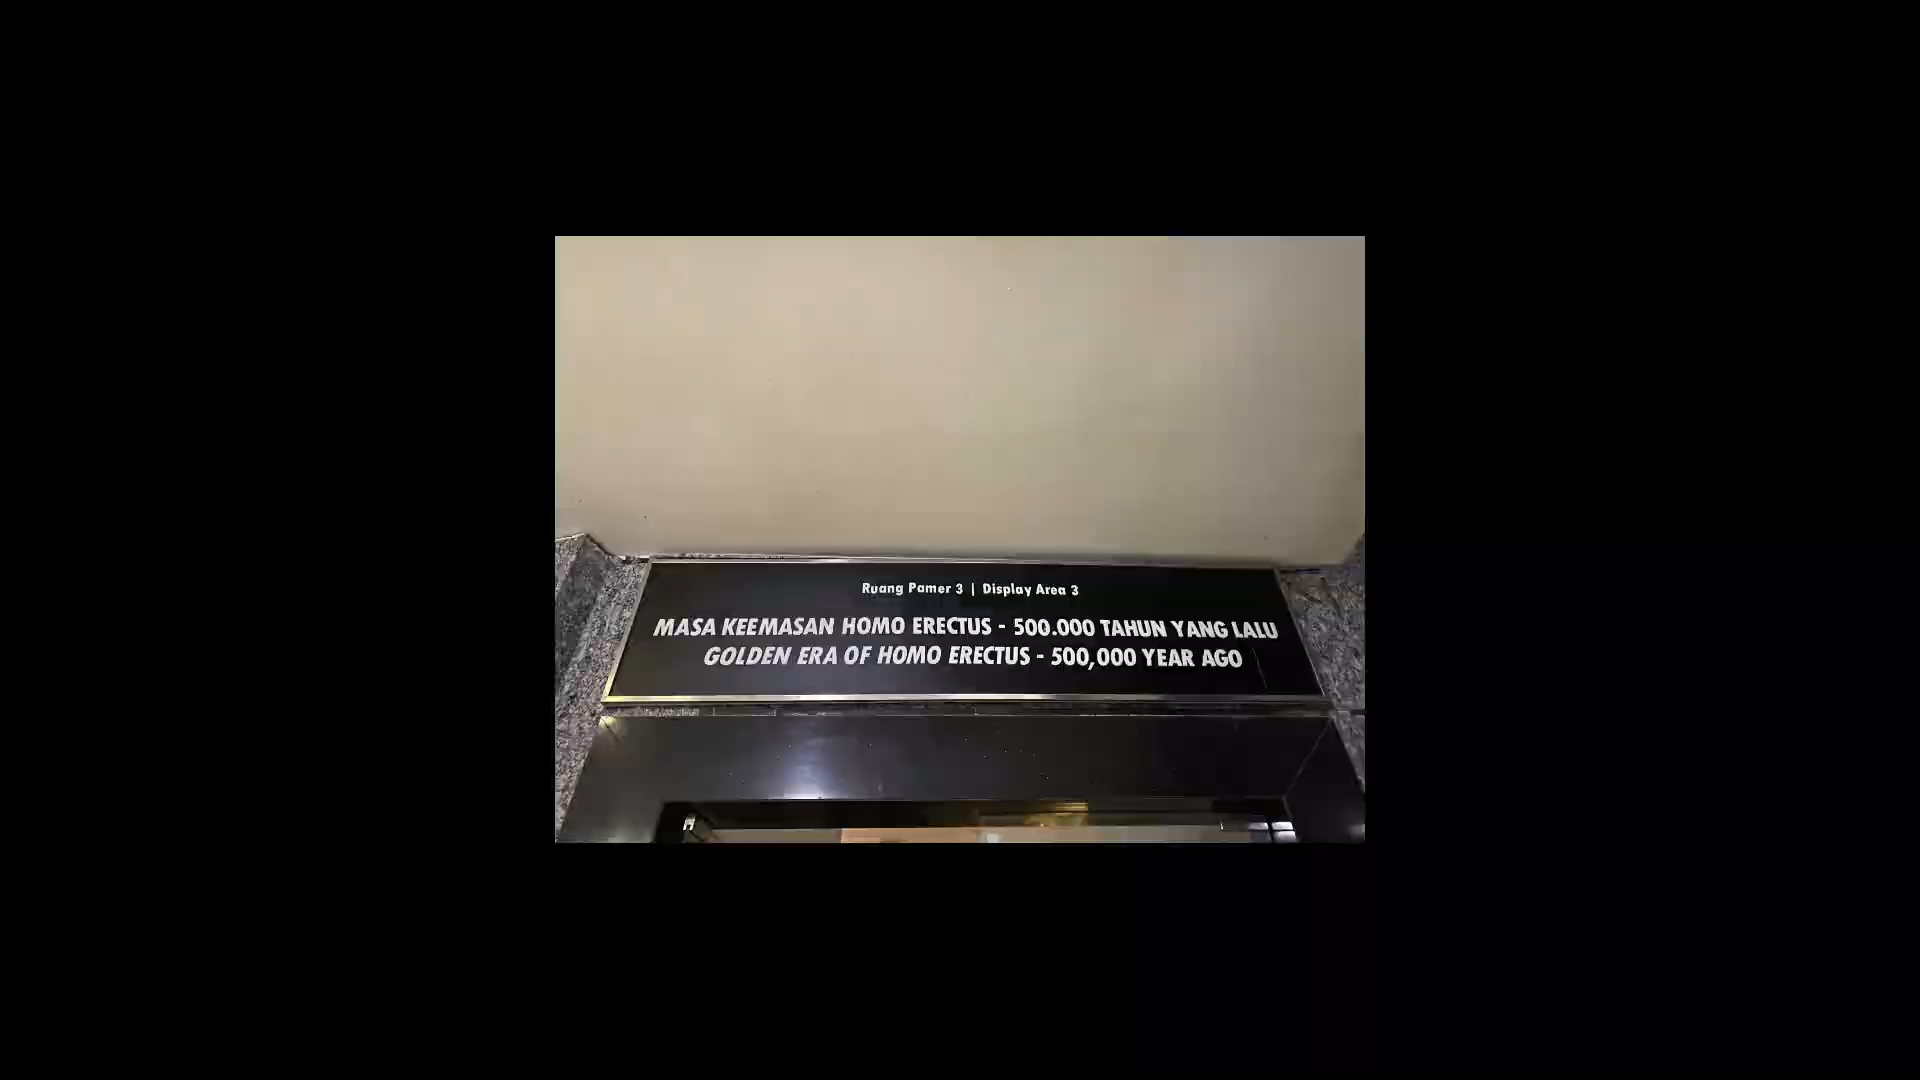 Ruang Pamer 3 | Display Area 3
MASA KEEMASAN HOMO ERECTUS - 500.000 TAHUN YANG LALU
GOLDEN ERA OF HOMO ERECTUS - 500,000 YEAR AGO